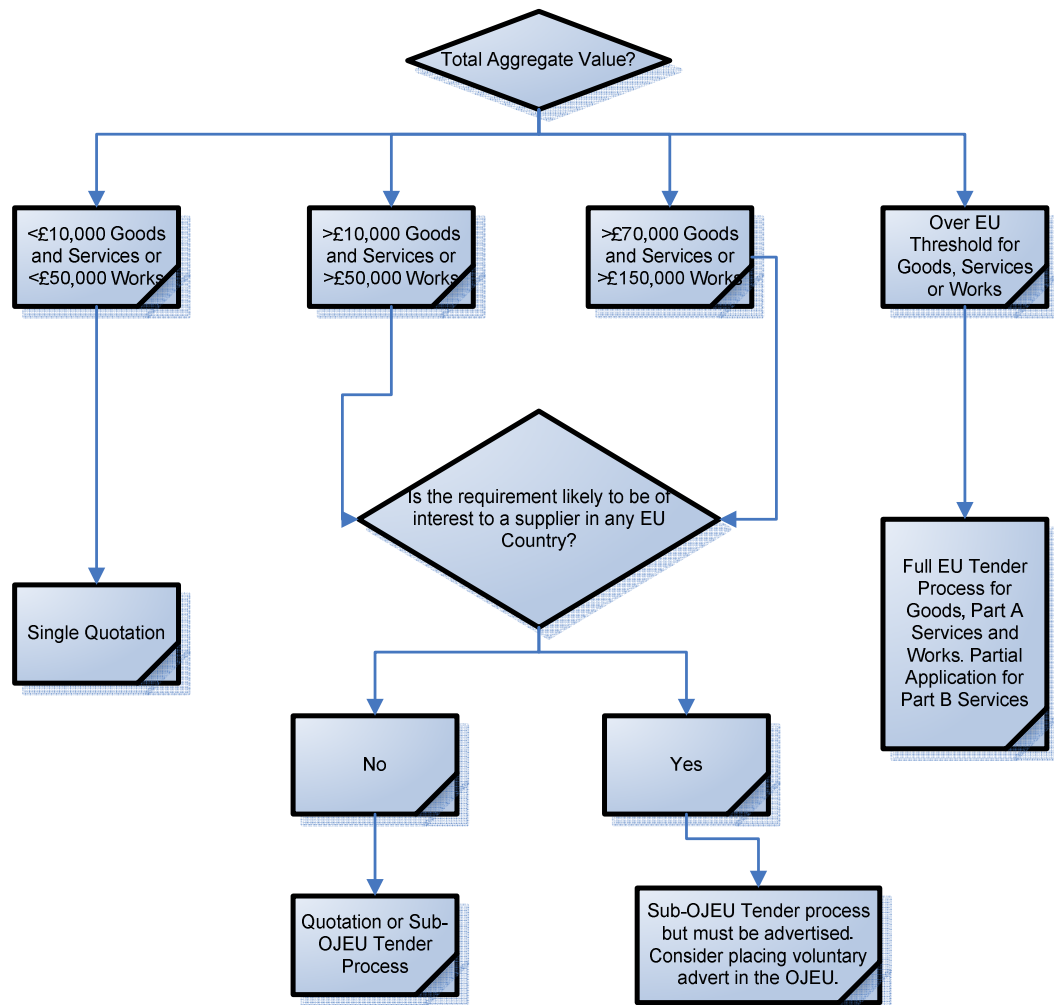 Total Aggregate Value?
<£10,000 Goods
and Services or
<£50,000 Works
>£10,000 Goods
and Services or
>£50,000 Works
>£70,000 Goods
and Services or
>£150,000 Works
Over EU
Threshold for
Goods, Services
or Works
Is the requirement likely to be of
interest to a supplier in any EU
Country?
Single Quotation
Full EU Tender
Process for
Goods, Part A
Services and
Works. Partial
Application for
Part B Services
No
Yes
Quotation or Sub-
OJEU Tender
Process
Sub-OJEU Tender process
but must be advertised.
Consider placing voluntary
advert in the OJEU.